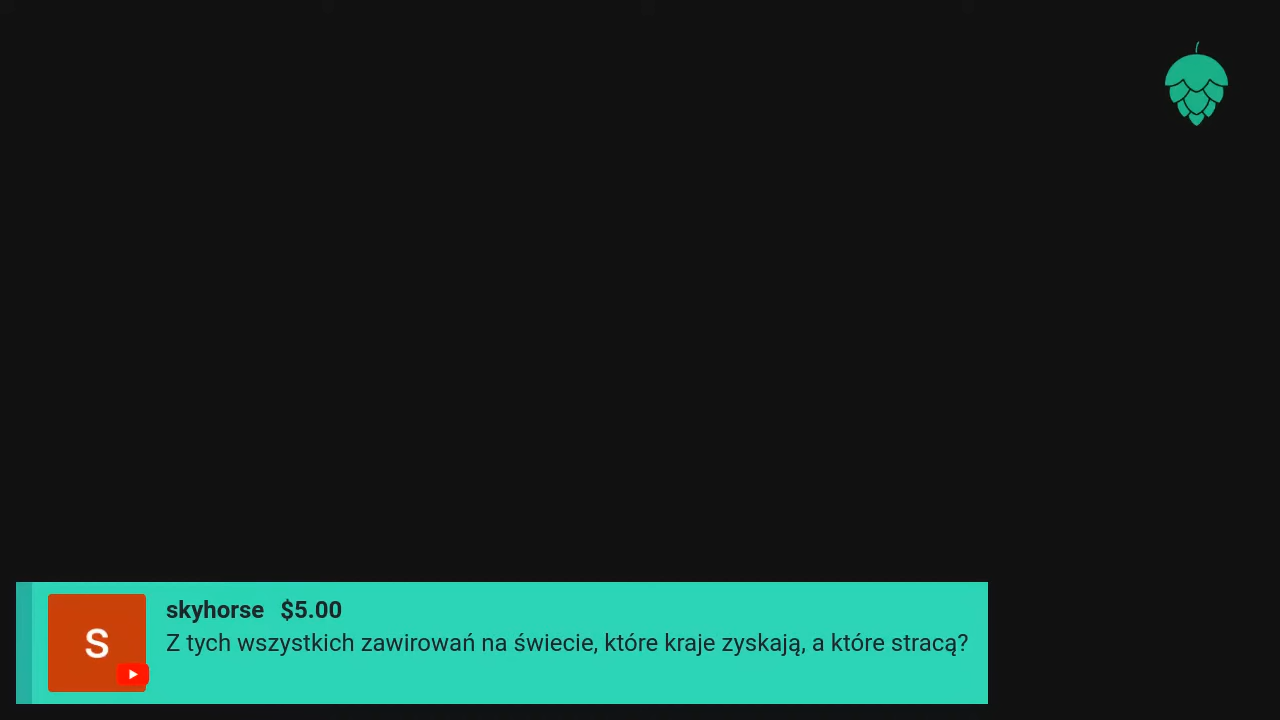 skyhorse $5.00
S
Z tych wszystkich zawirowań na świecie, które kraje zyskają, a które stracą?